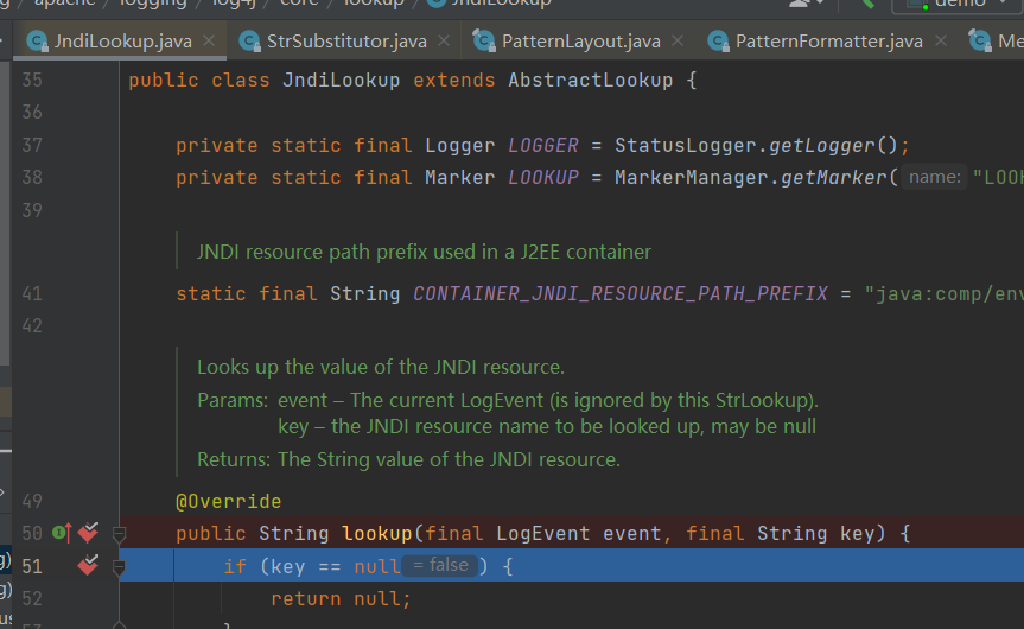 apache / logging / log4j / core / lookup / JndiLookup demo
JndiLookup.java × StrSubstitutor.java × PatternLayout.java × PatternFormatter.java × Me
35 public class JndiLookup extends AbstractLookup {
36
37 private static final Logger LOGGER = StatusLogger.getLogger();
38 private static final Marker LOOKUP = MarkerManager.getMarker( name: "LOOK
39
JNDI resource path prefix used in a J2EE container
41 static final String CONTAINER_JNDI_RESOURCE_PATH_PREFIX = "java:comp/env
42
Looks up the value of the JNDI resource.
Params: event – The current LogEvent (is ignored by this StrLookup).
key – the JNDI resource name to be looked up, may be null
Returns: The String value of the JNDI resource.
49 @Override
50 public String lookup(final LogEvent event, final String key) {
51 if (key == null = false ) {
52 return null;
53 }